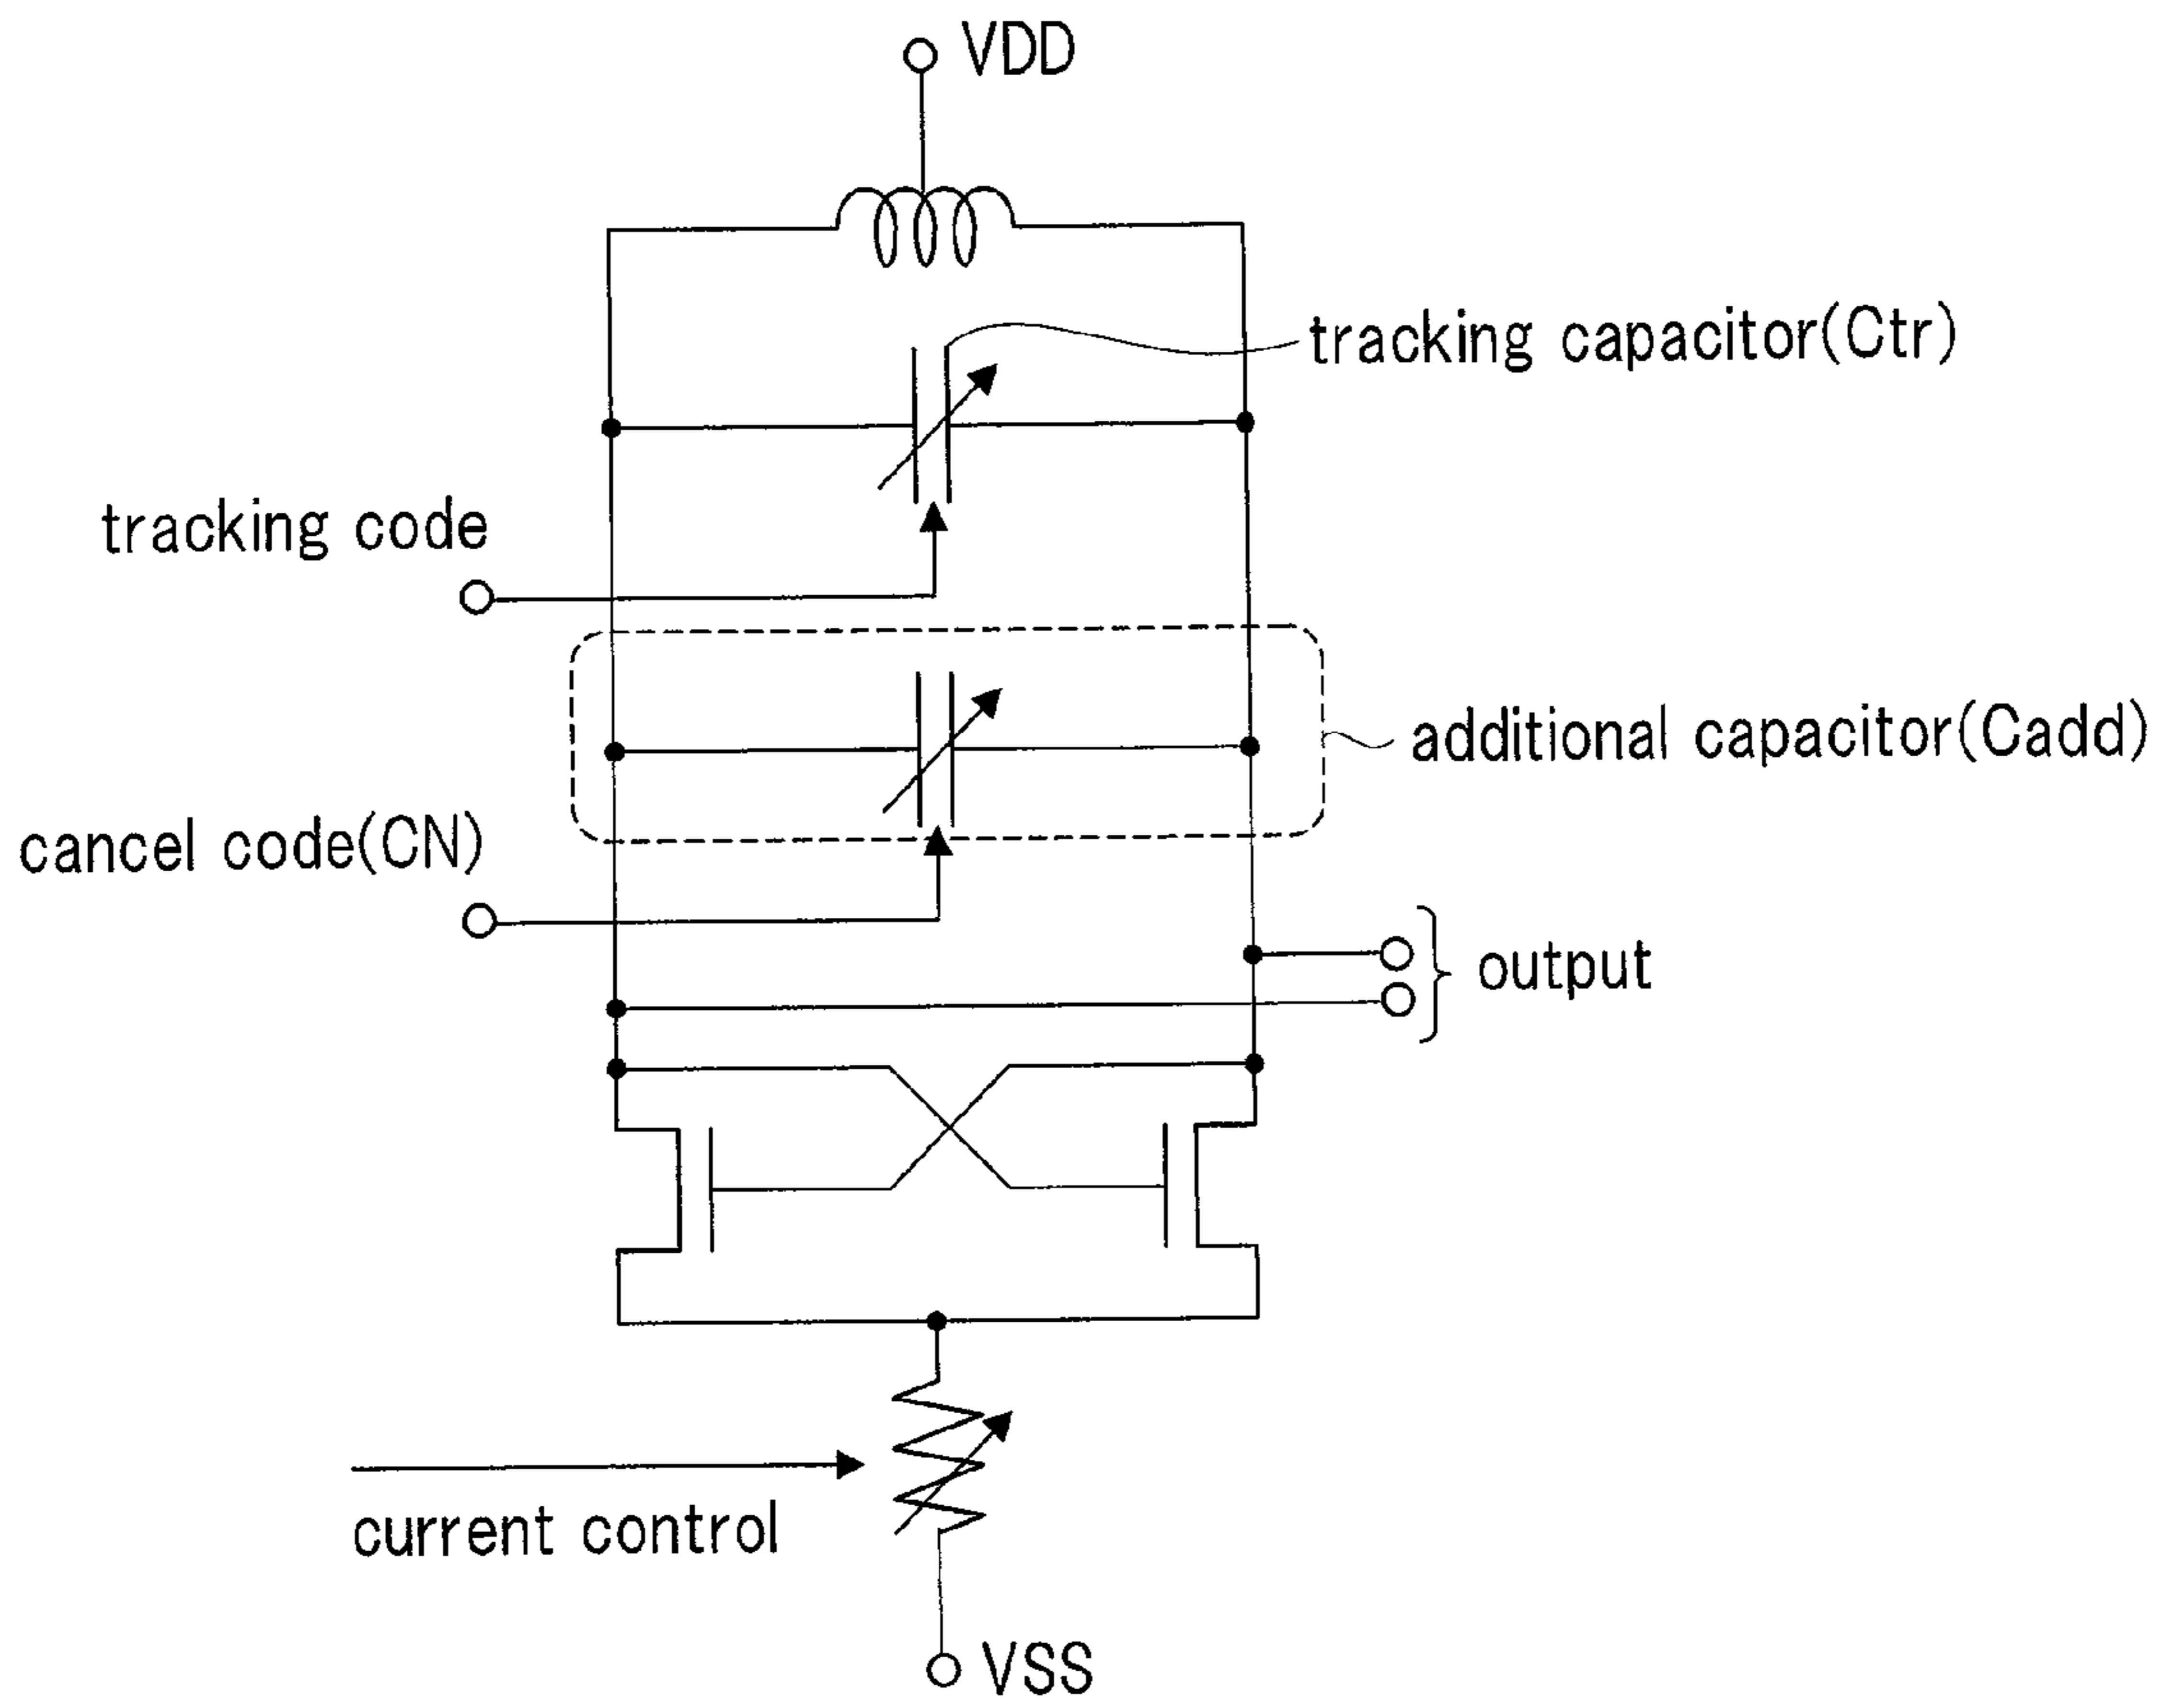 VDD
tracking capacitor(Ctr)
tracking code
additional capacitor(Cadd)
cancel code(CN)
output
current control
VSS